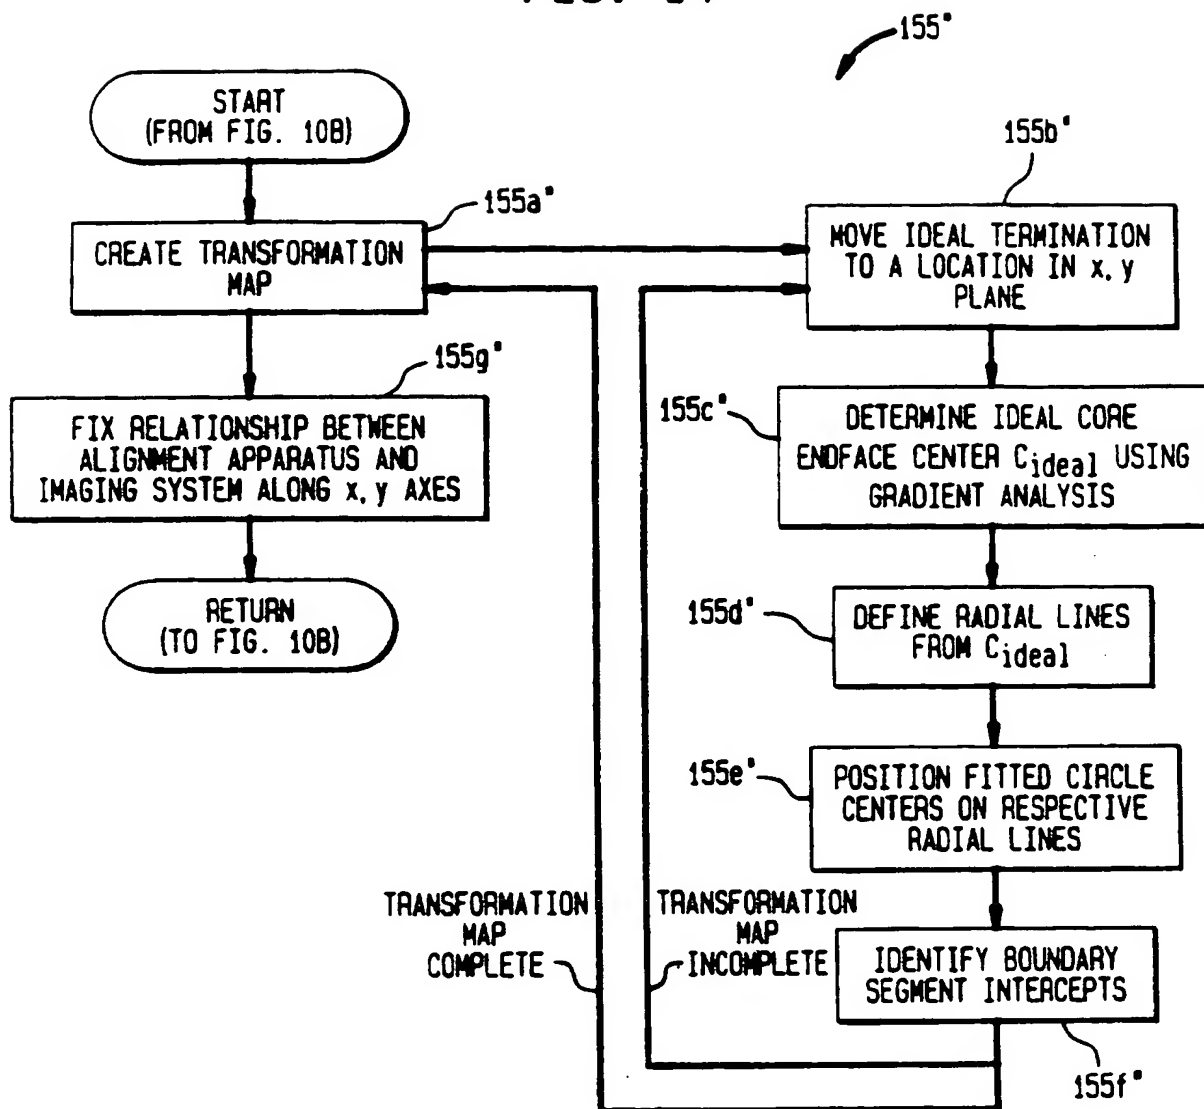 155"
START
(FROM FIG. 10B)
155a"
CREATE TRANSFORMATION
MAP
155g"
FIX RELATIONSHIP BETWEEN
ALIGNMENT APPARATUS AND
IMAGING SYSTEM ALONG x, y AXES
RETURN
(TO FIG. 10B)
155b"
MOVE IDEAL TERMINATION
TO A LOCATION IN x, y
PLANE
155c"
DETERMINE IDEAL CORE
ENDFACE CENTER Cideal USING
GRADIENT ANALYSIS
155d"
DEFINE RADIAL LINES
FROM Cideal
155e"
POSITION FITTED CIRCLE
CENTERS ON RESPECTIVE
RADIAL LINES
TRANSFORMATION
MAP
COMPLETE
TRANSFORMATION
MAP
INCOMPLETE
IDENTIFY BOUNDARY
SEGMENT INTERCEPTS
155f"